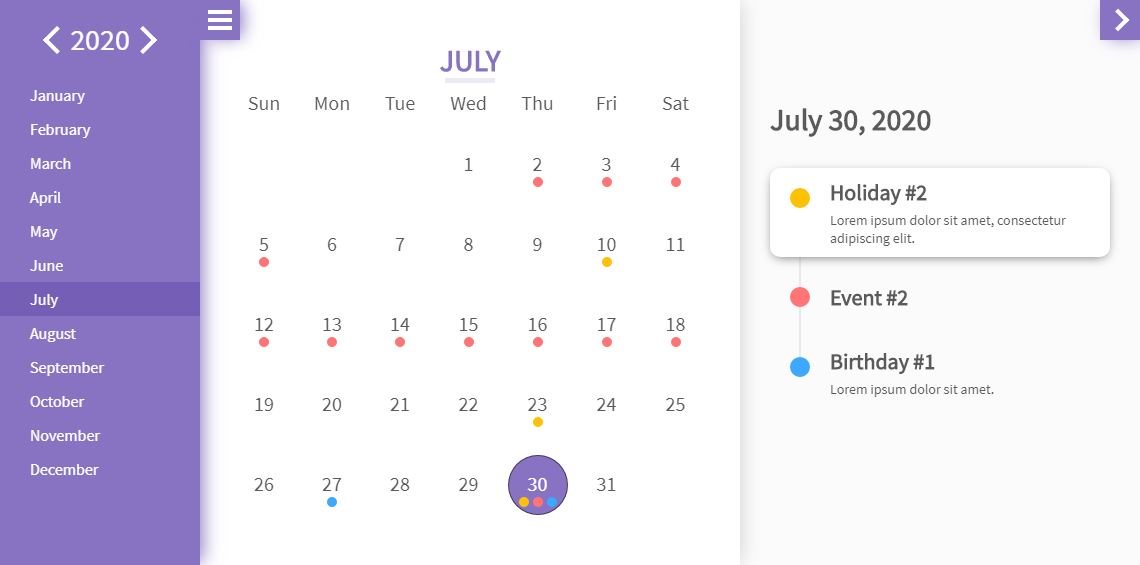 2020
January
February
March
April
May
June
July
August
September
October
November
December
JULY
Sun Mon Tue Wed Thu Fri Sat
1 2 3 4
5 6 7 8 9 10 11
12 13 14 15 16 17 18
19 20 21 22 23 24 25
26 27 28 29 30 31
July 30, 2020
Holiday #2
Lorem ipsum dolor sit amet, consectetur
adipiscing elit.
Event #2
Birthday #1
Lorem ipsum dolor sit amet.